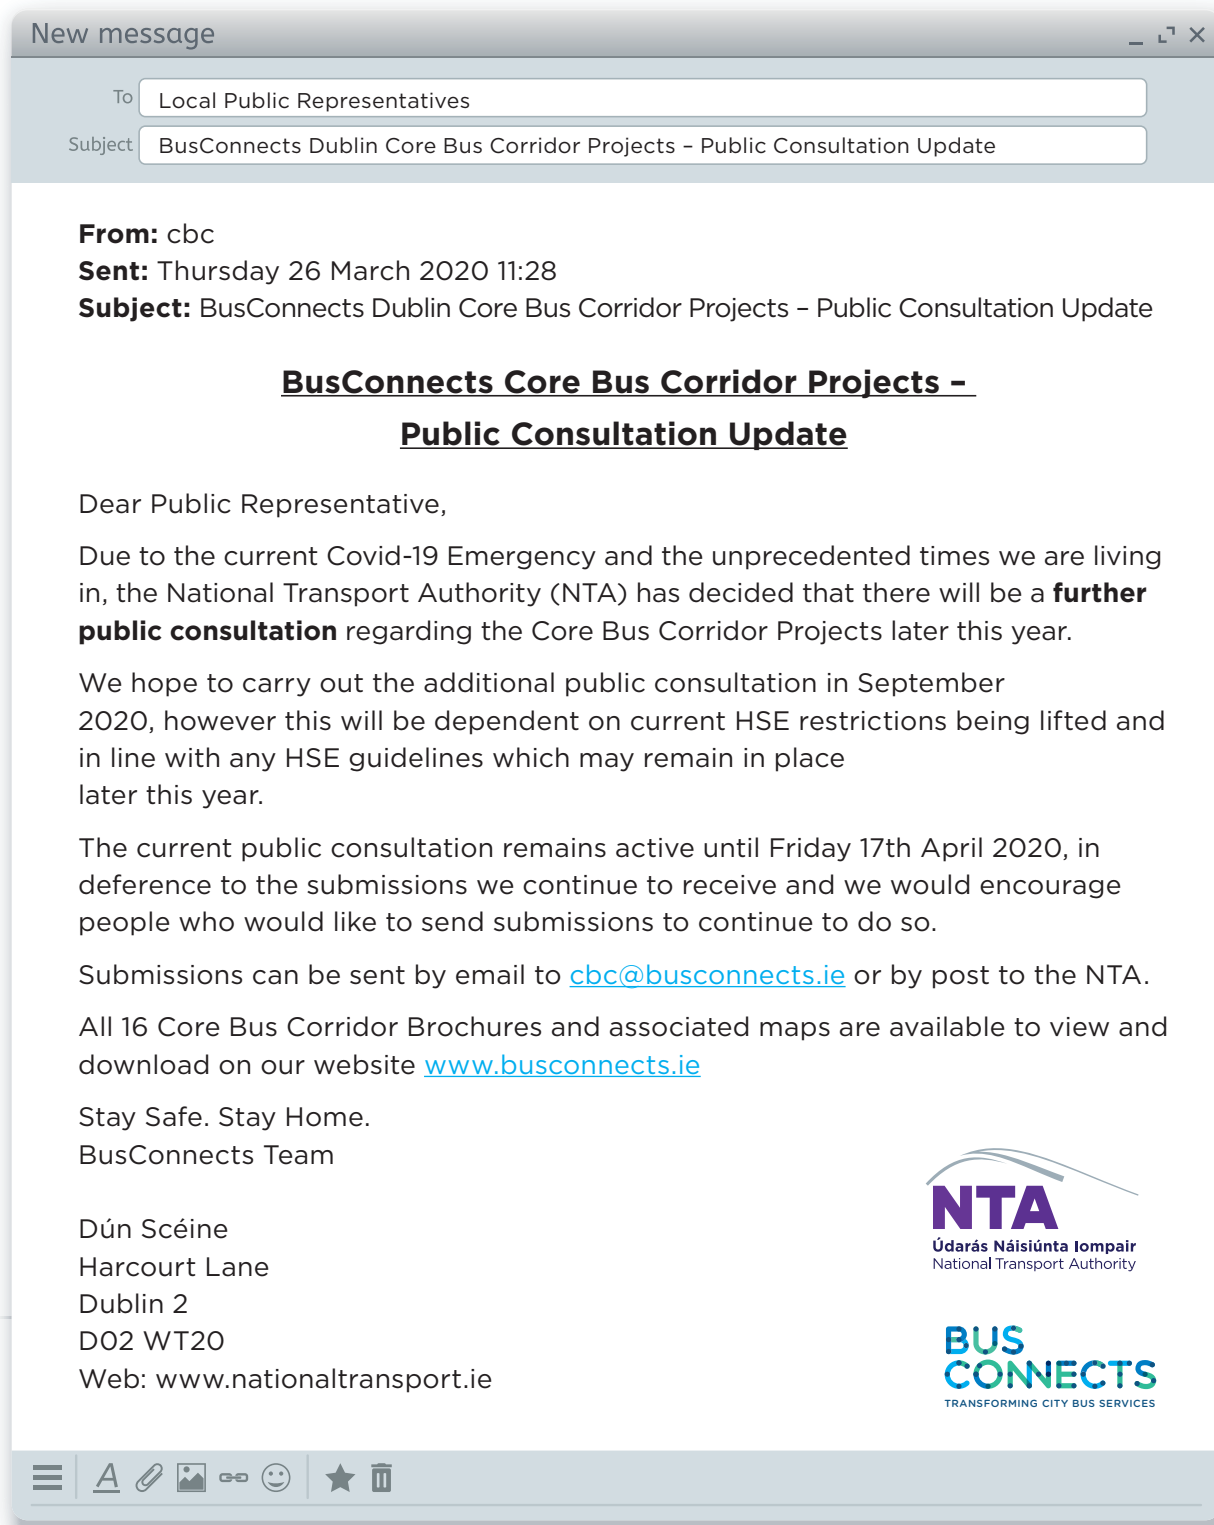 New message
To Local Public Representatives
Subject BusConnects Dublin Core Bus Corridor Projects – Public Consultation Update
From: cbc
Sent: Thursday 26 March 2020 11:28
Subject: BusConnects Dublin Core Bus Corridor Projects – Public Consultation Update
BusConnects Core Bus Corridor Projects –
Public Consultation Update
Dear Public Representative,
Due to the current Covid-19 Emergency and the unprecedented times we are living
in, the National Transport Authority (NTA) has decided that there will be a further
public consultation regarding the Core Bus Corridor Projects later this year.
We hope to carry out the additional public consultation in September
2020, however this will be dependent on current HSE restrictions being lifted and
in line with any HSE guidelines which may remain in place
later this year.
The current public consultation remains active until Friday 17th April 2020, in
deference to the submissions we continue to receive and we would encourage
people who would like to send submissions to continue to do so.
Submissions can be sent by email to cbc@busconnects.ie or by post to the NTA.
All 16 Core Bus Corridor Brochures and associated maps are available to view and
download on our website www.busconnects.ie
Stay Safe. Stay Home.
BusConnects Team
Dún Scéine
Harcourt Lane
Dublin 2
D02 WT20
Web: www.nationaltransport.ie
NTA
Údarás Náisiúnta Iompair
National Transport Authority
BUS
CONNECTS
TRANSFORMING CITY BUS SERVICES
A